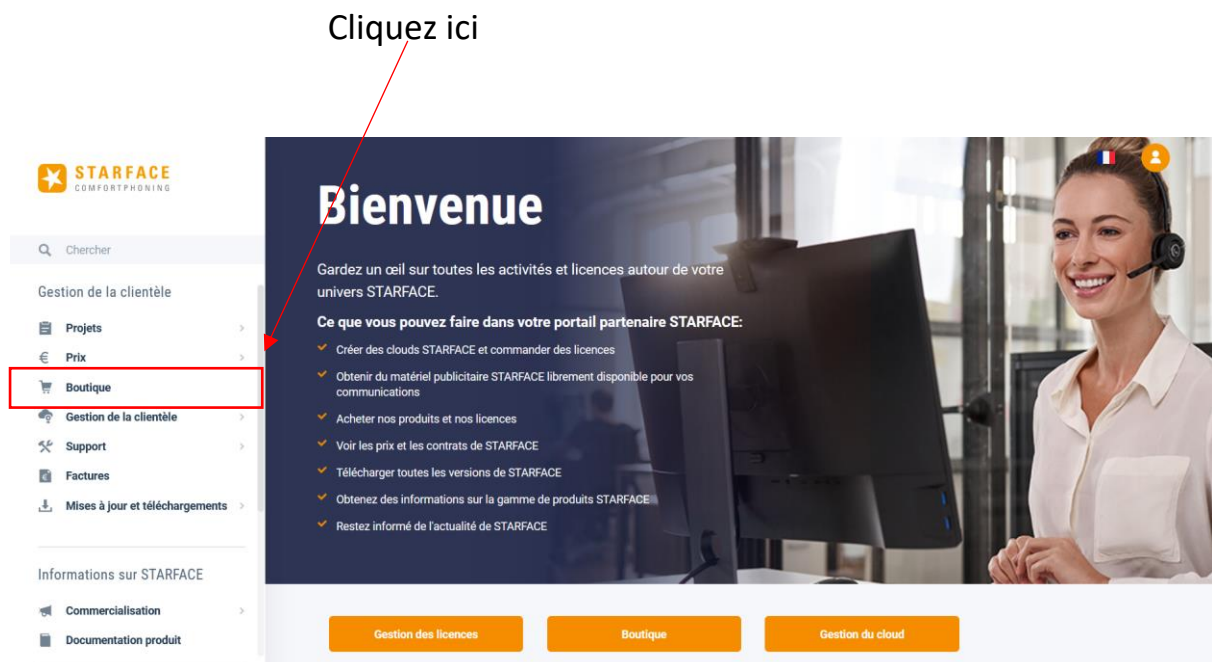 Cliquez ici
STARFACE
COMFORTPHONING
Chercher
Gestion de la clientèle
Projets
Prix
Boutique
Gestion de la clientèle
Support
Factures
Mises à jour et téléchargements
Informations sur STARFACE
Commercialisation
Documentation produit
Bienvenue
Gardez un œil sur toutes les activités et licences autour de votre
univers STARFACE.
Ce que vous pouvez faire dans votre portail partenaire STARFACE:
Créer des clouds STARFACE et commander des licences
Obtenir du matériel publicitaire STARFACE librement disponible pour vos
communications
Acheter nos produits et nos licences
Voir les prix et les contrats de STARFACE
Télécharger toutes les versions de STARFACE
Obtenez des informations sur la gamme de produits STARFACE
Restez informé de l'actualité de STARFACE
Gestion des licences
Boutique
Gestion du cloud